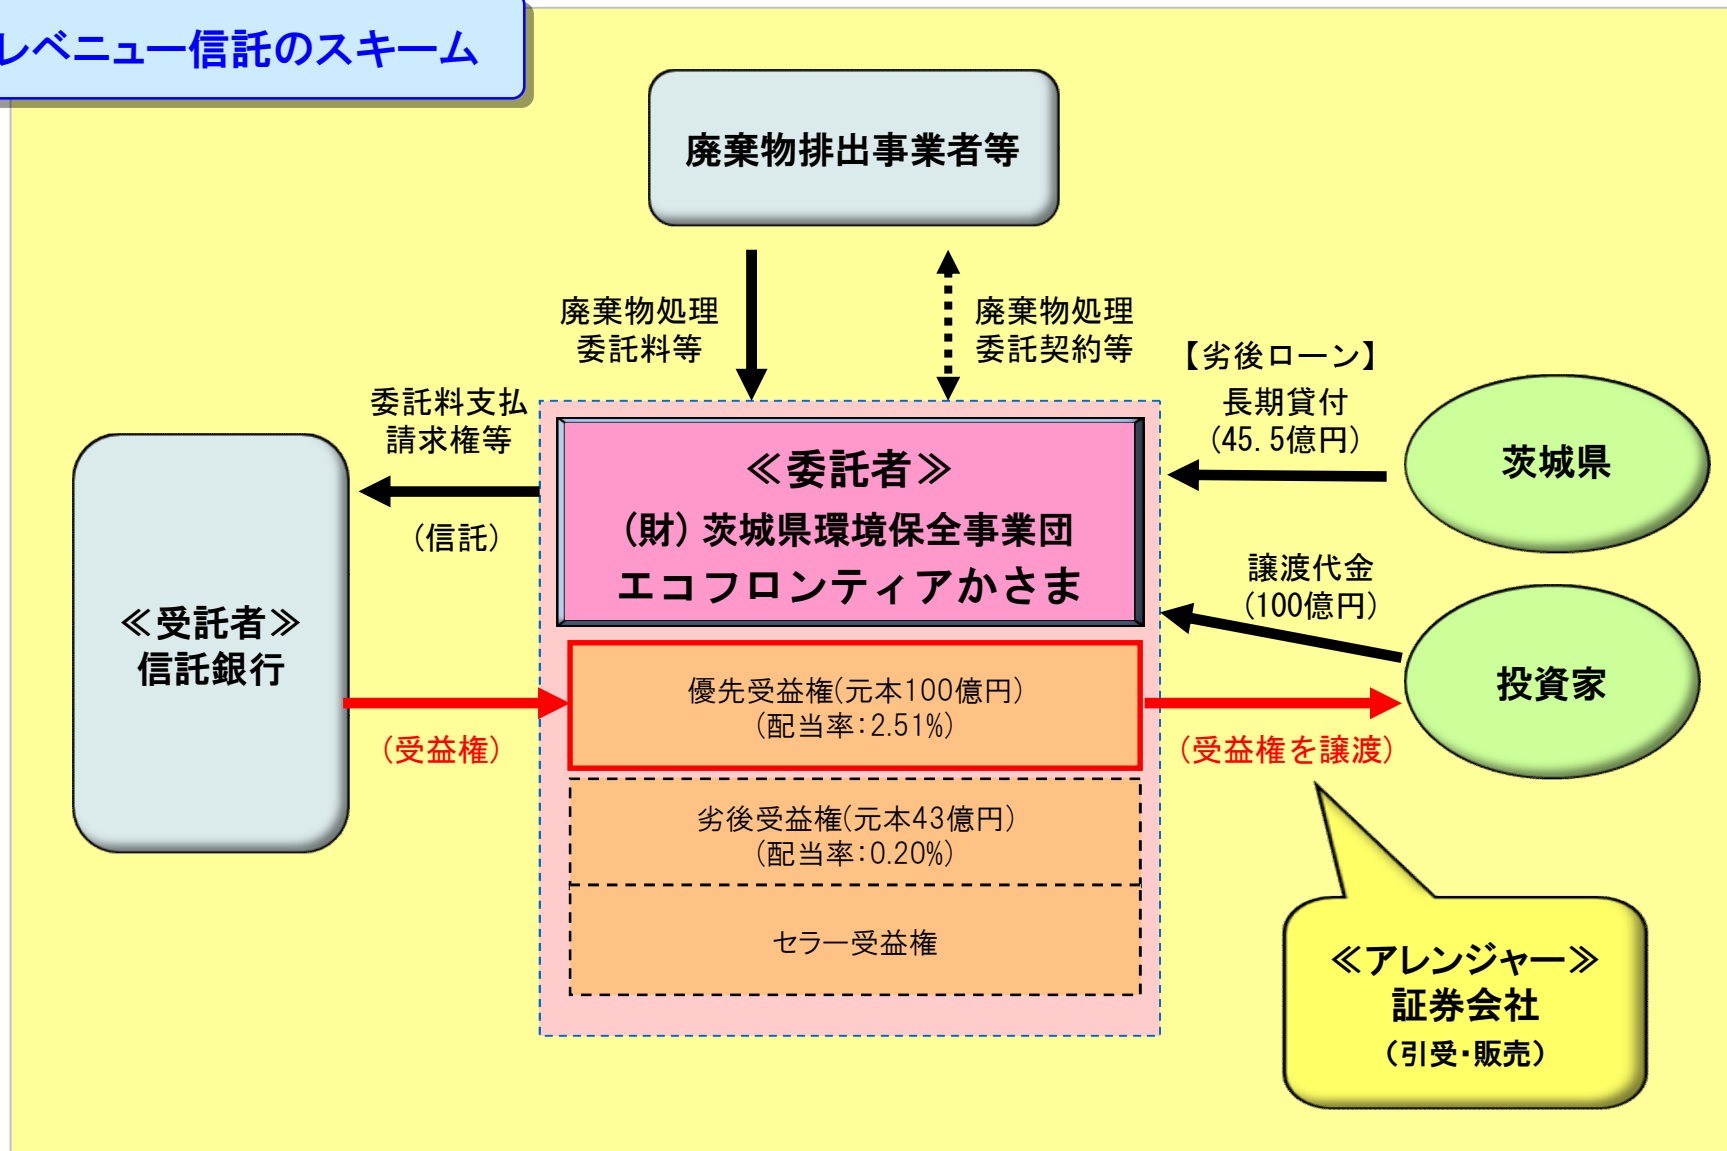 レベニュー信託のスキーム
廃棄物排出事業者等
廃棄物処理
委託料等
廃棄物処理
委託契約等
【劣後ローン】
長期貸付
(45.5億円)
茨城県
委託料支払
請求権等
(信託)
≪委託者≫
(財)茨城県環境保全事業団
エコフロンティアかさま
譲渡代金
(100億円)
≪受託者≫
信託銀行
投資家
(受益権)
優先受益権(元本100億円)
(配当率:2.51%)
(受益権を譲渡)
劣後受益権(元本43億円)
(配当率:0.20%)
セラー受益権
≪アレンジャー≫
証券会社
(引受・販売)